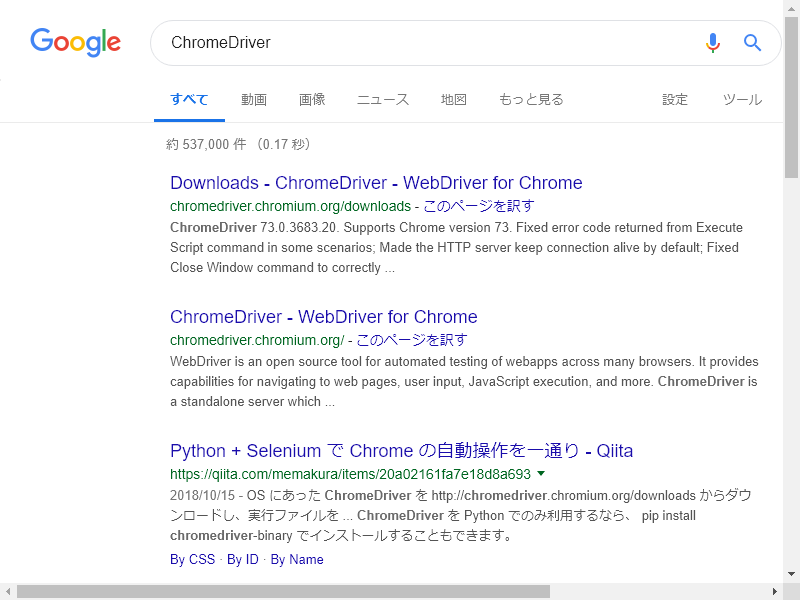 Google
ChromeDriver
すべて 動画 画像 ニュース 地図 もっと見る 設定 ツール
約 537,000 件 （0.17 秒）
Downloads - ChromeDriver - WebDriver for Chrome
chromedriver.chromium.org/downloads - このページを訳す
ChromeDriver 73.0.3683.20. Supports Chrome version 73. Fixed error code returned from Execute
Script command in some scenarios; Made the HTTP server keep connection alive by default; Fixed
Close Window command to correctly ...
ChromeDriver - WebDriver for Chrome
chromedriver.chromium.org/ - このページを訳す
WebDriver is an open source tool for automated testing of webapps across many browsers. It provides
capabilities for navigating to web pages, user input, JavaScript execution, and more. ChromeDriver is
a standalone server which ...
Python + Selenium で Chrome の自動操作を一通り - Qiita
https://qiita.com/memakura/items/20a02161fa7e18d8a693
2018/10/15 - OS にあった ChromeDriver を http://chromedriver.chromium.org/downloads からダウ
ンロードし、実行ファイルを ... ChromeDriver を Python でのみ利用するなら、 pip install
chromedriver-binary でインストールすることもできます。
By CSS · By ID · By Name